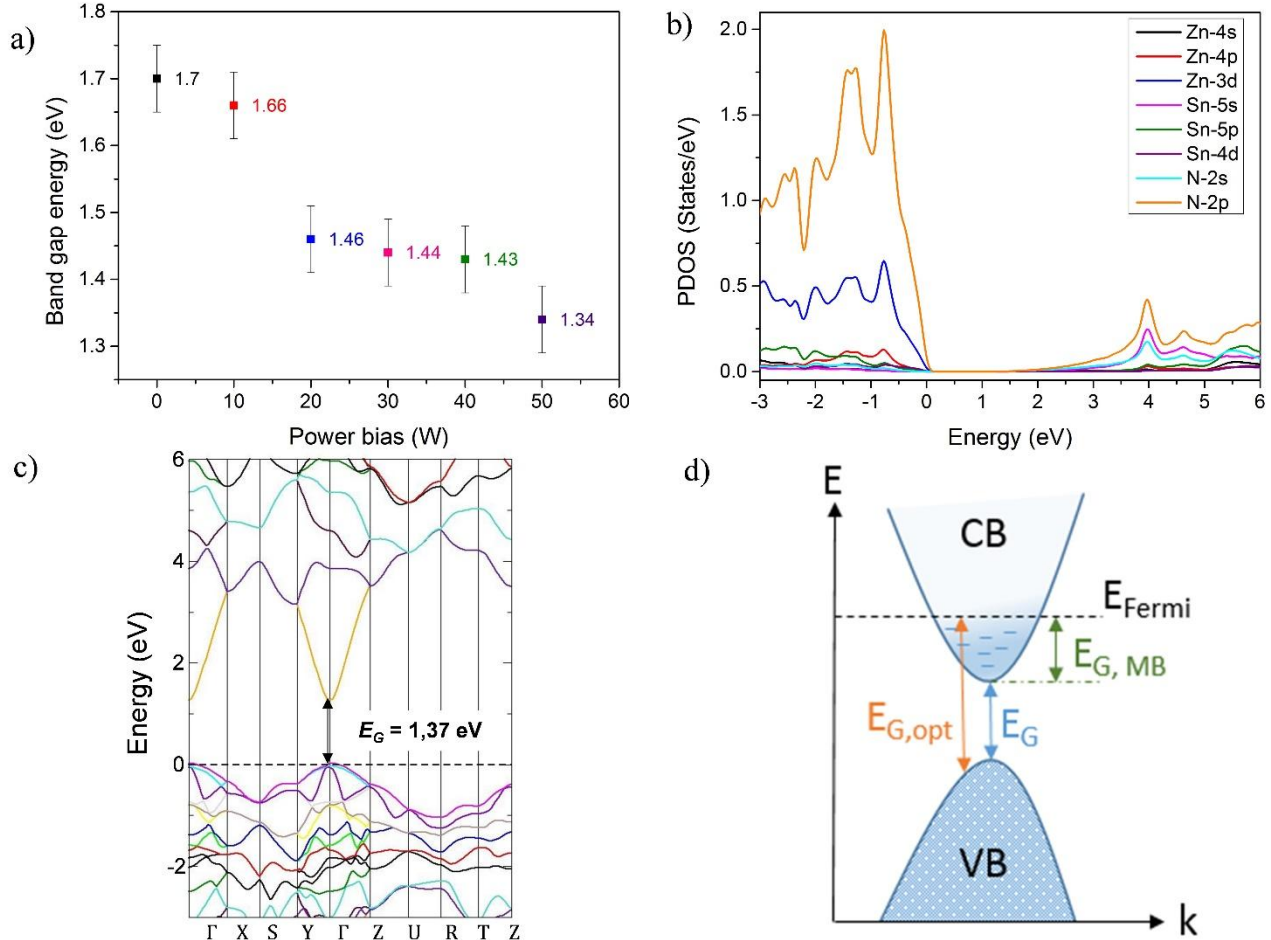 a)
1.8
1.7
1.6
1.5
1.4
1.3
Band gap energy (eV)
1.7
1.66
1.46
1.44
1.43
1.34
0 10 20 30 40 50 60
Power bias (W)
b)
2.0
1.5
1.0
0.5
0.0
PDOS (States/eV)
Zn-4s
Zn-4p
Zn-3d
Sn-5s
Sn-5p
Sn-4d
N-2s
N-2p
-3 -2 -1 0 1 2 3 4 5 6
Energy (eV)
c)
6
4
2
0
-2
Energy (eV)
E_G = 1,37 eV
Γ X S Y Γ Z U R T Z
d)
E
CB
E_Fermi
E_G, MB
E_G,opt
E_G
VB
k